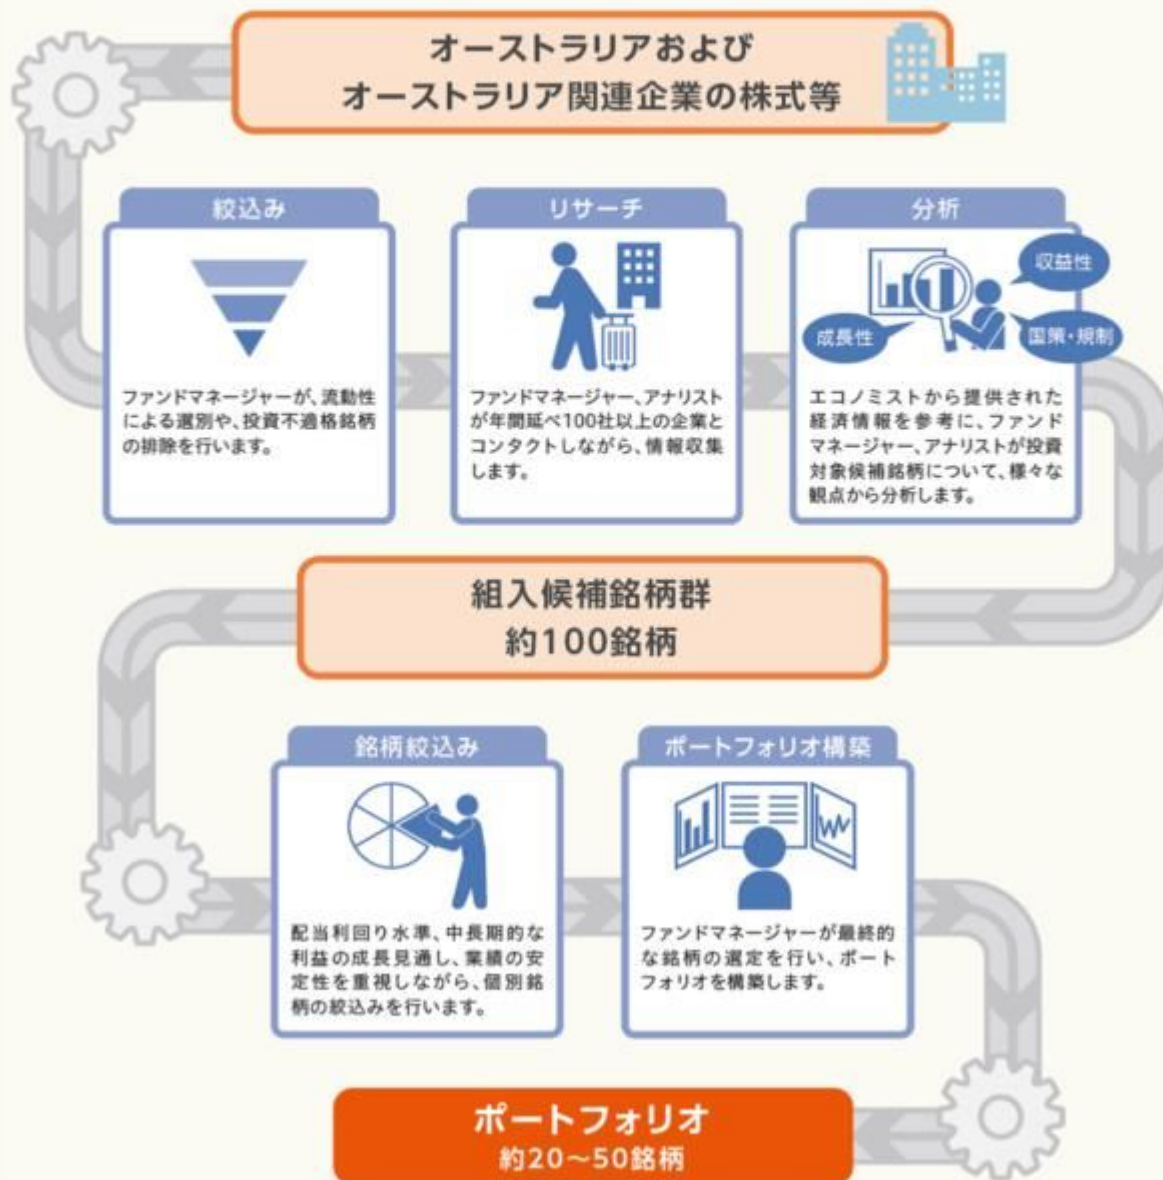 オーストラリアおよび
オーストラリア関連企業の株式等
絞込み
ファンドマネージャーが、流動性
による選別や、投資不適格銘柄
の排除を行います。
リサーチ
ファンドマネージャー、アナリスト
が年間延べ100社以上の企業と
コンタクトしながら、情報収集
します。
分析
収益性
成長性
国策・規制
エコノミストから提供された
経済情報を参考に、ファンド
マネージャー、アナリストが投資
対象候補銘柄について、様々な
観点から分析します。
組入候補銘柄群
約100銘柄
銘柄絞込み
配当利回り水準、中長期的な
利益の成長見通し、業績の安
定性を重視しながら、個別銘
柄の絞込みを行います。
ポートフォリオ構築
ファンドマネージャーが最終的
な銘柄の選定を行い、ポート
フォリオを構築します。
ポートフォリオ
約20～50銘柄